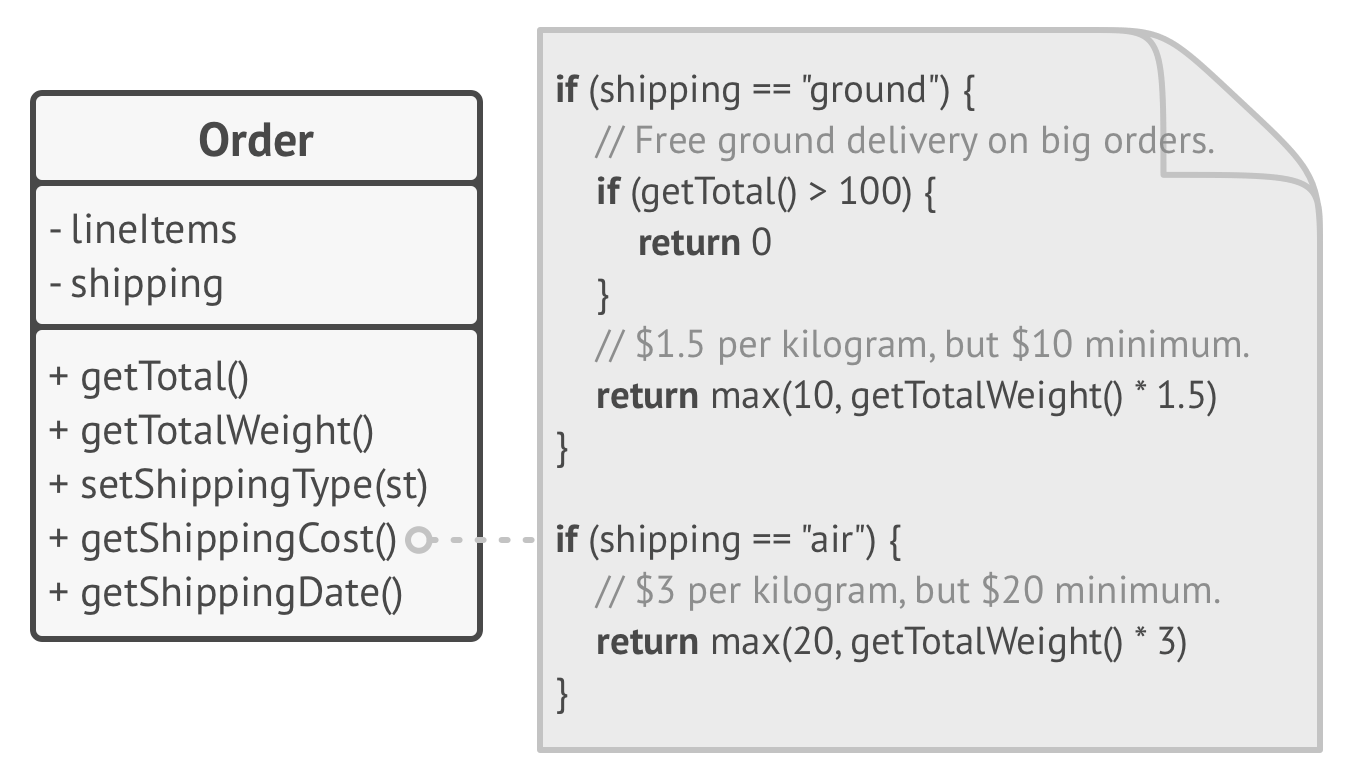 Order
- lineItems
- shipping
+ getTotal()
+ getTotalWeight()
+ setShippingType(st)
+ getShippingCost()
+ getShippingDate()
if (shipping == "ground") {
// Free ground delivery on big orders.
if (getTotal() > 100) {
return 0
}
// $1.5 per kilogram, but $10 minimum.
return max(10, getTotalWeight() * 1.5)
}
if (shipping == "air") {
// $3 per kilogram, but $20 minimum.
return max(20, getTotalWeight() * 3)
}